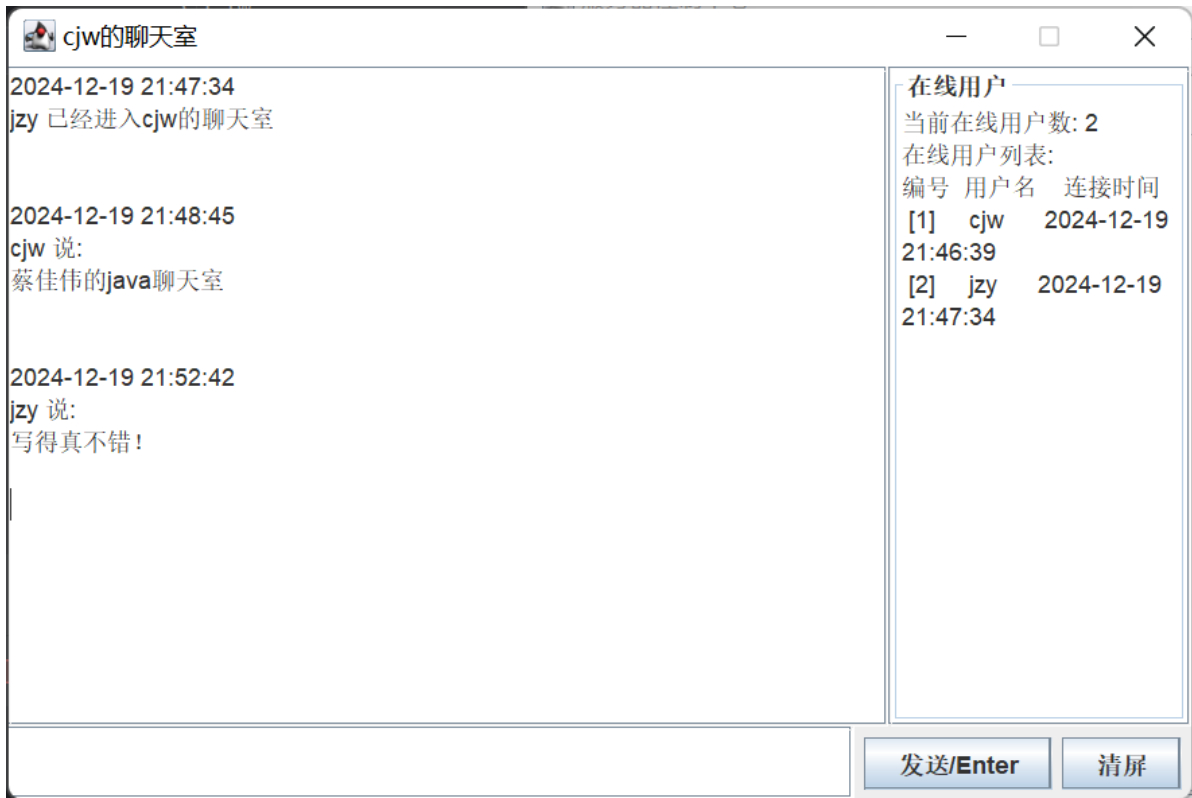 cjw的聊天室
2024-12-19 21:47:34
jzy 已经进入cjw的聊天室
2024-12-19 21:48:45
cjw 说:
蔡佳伟的java聊天室
2024-12-19 21:52:42
jzy 说:
写得真不错！
在线用户
当前在线用户数: 2
在线用户列表:
编号 用户名 连接时间
[1] cjw 2024-12-19
21:46:39
[2] jzy 2024-12-19
21:47:34
发送/Enter
清屏